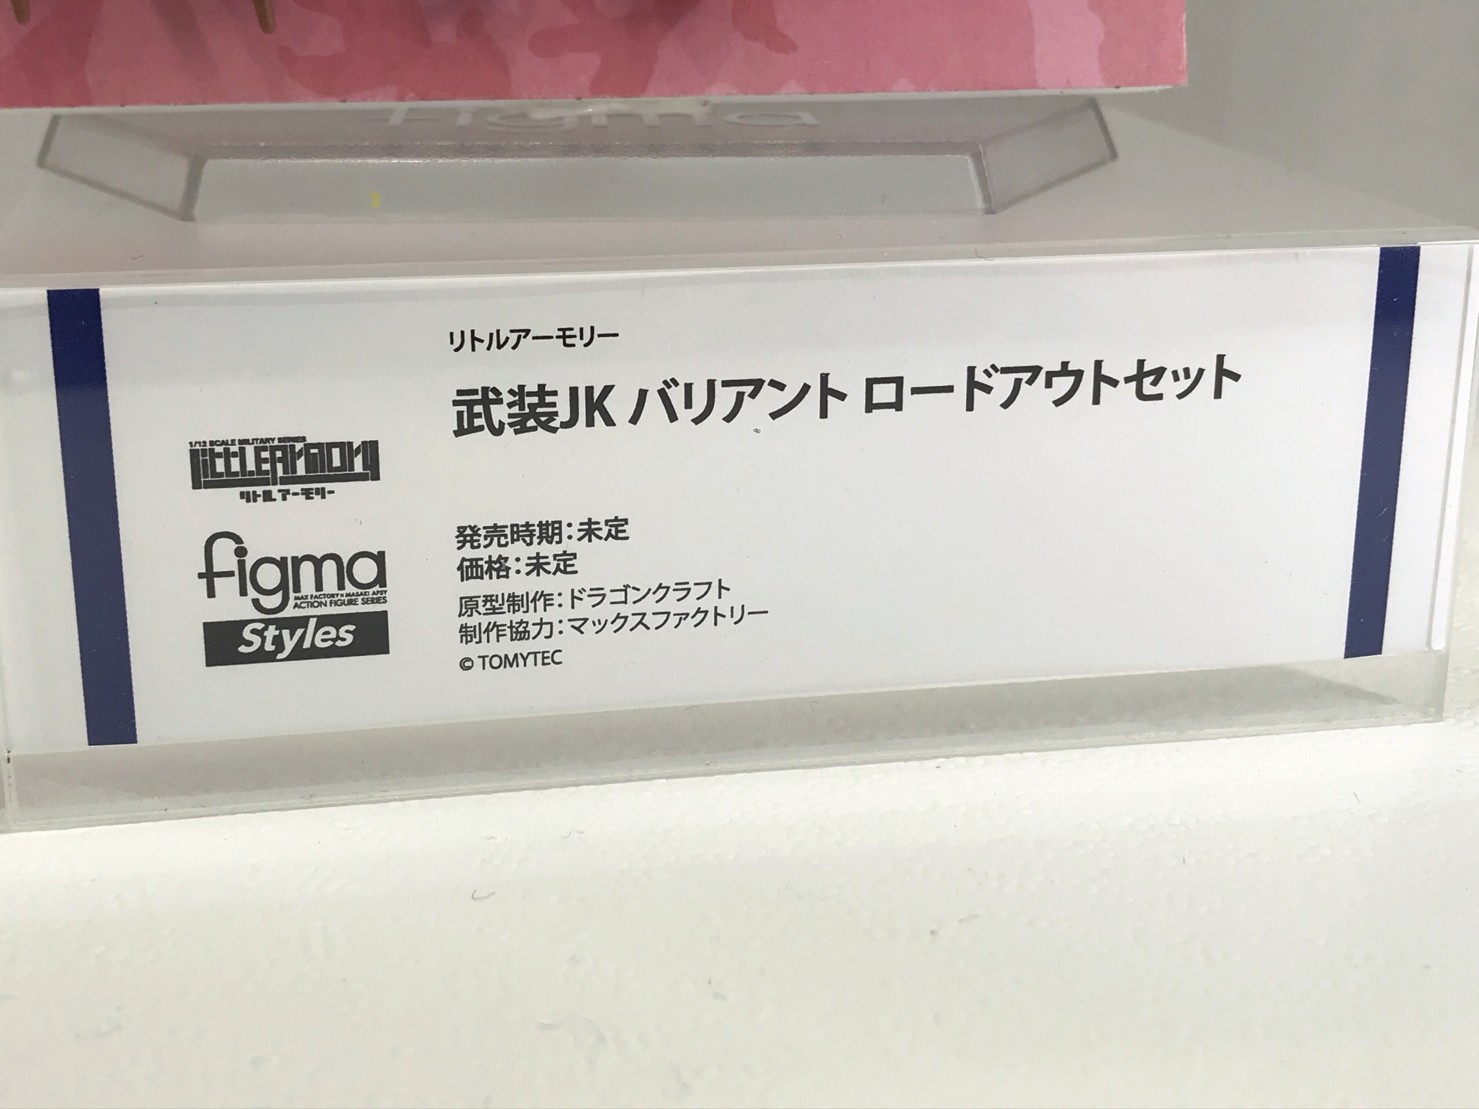 figma
リトルアーモリー
武装JK バリアント ロードアウトセット
1/12 SCALE MILITARY SERIES
LittleArmory
リトルアーモリー
figma
MAX FACTORY × MASAKI APSY
ACTION FIGURE SERIES
Styles
発売時期：未定
価格：未定
原型制作：ドラゴンクラフト
制作協力：マックスファクトリー
© TOMYTEC